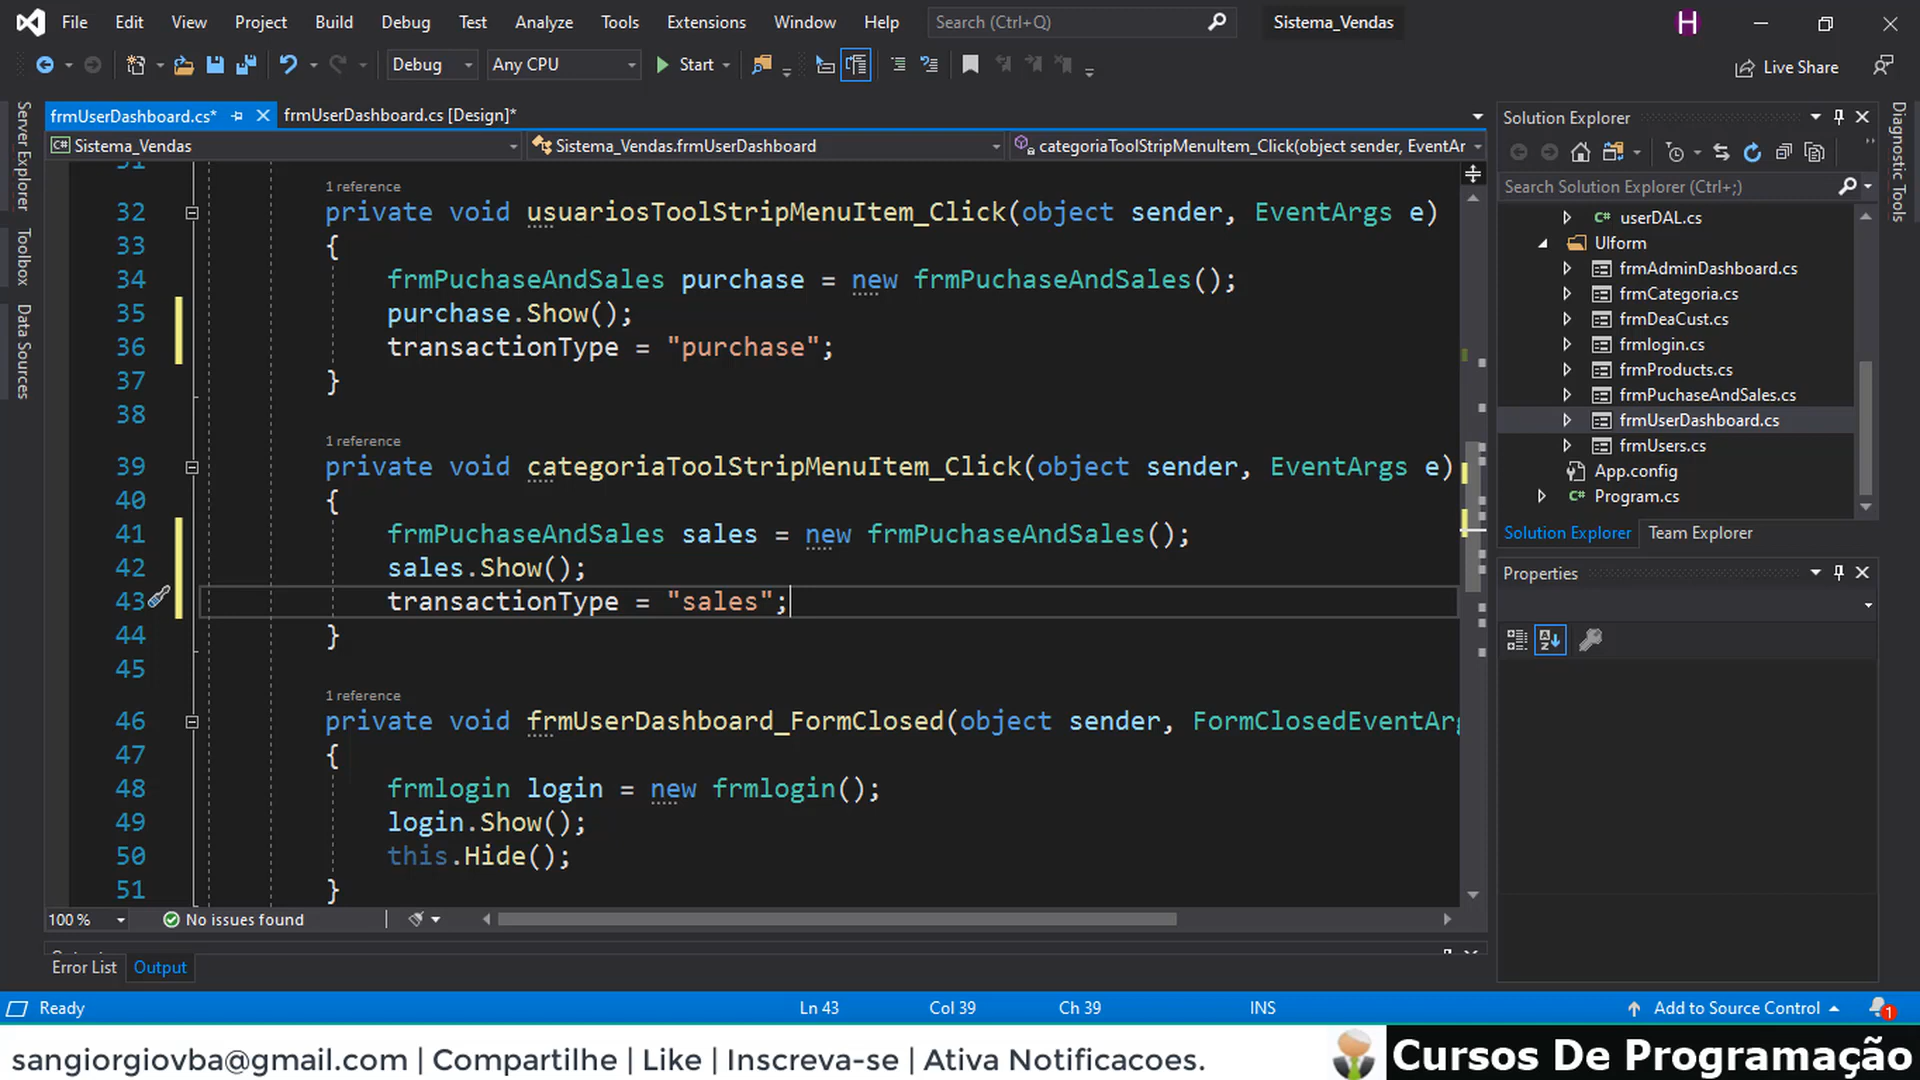 File Edit View Project Build Debug Test Analyze Tools Extensions Window Help Search (Ctrl+Q) Sistema_Vendas H
Debug Any CPU Start Live Share
Server Explorer
Toolbox
Data Sources
frmUserDashboard.cs* frmUserDashboard.cs [Design]*
C# Sistema_Vendas Sistema_Vendas.frmUserDashboard categoriaToolStripMenuItem_Click(object sender, EventAr
31
1 reference
32 private void usuariosToolStripMenuItem_Click(object sender, EventArgs e)
33 {
34 frmPuchaseAndSales purchase = new frmPuchaseAndSales();
35 purchase.Show();
36 transactionType = "purchase";
37 }
38
1 reference
39 private void categoriaToolStripMenuItem_Click(object sender, EventArgs e)
40 {
41 frmPuchaseAndSales sales = new frmPuchaseAndSales();
42 sales.Show();
43 transactionType = "sales";
44 }
45
1 reference
46 private void frmUserDashboard_FormClosed(object sender, FormClosedEventArg
47 {
48 frmlogin login = new frmlogin();
49 login.Show();
50 this.Hide();
51 }
100 % No issues found
Error List Output
Solution Explorer
Search Solution Explorer (Ctrl+;)
C# userDAL.cs
UIform
frmAdminDashboard.cs
frmCategoria.cs
frmDeaCust.cs
frmlogin.cs
frmProducts.cs
frmPuchaseAndSales.cs
frmUserDashboard.cs
frmUsers.cs
App.config
C# Program.cs
Solution Explorer Team Explorer
Properties
Diagnostic Tools
Ready Ln 43 Col 39 Ch 39 INS Add to Source Control 1
sangiorgiovba@gmail.com | Compartilhe | Like | Inscreva-se | Ativa Notificacoes. Cursos De Programação